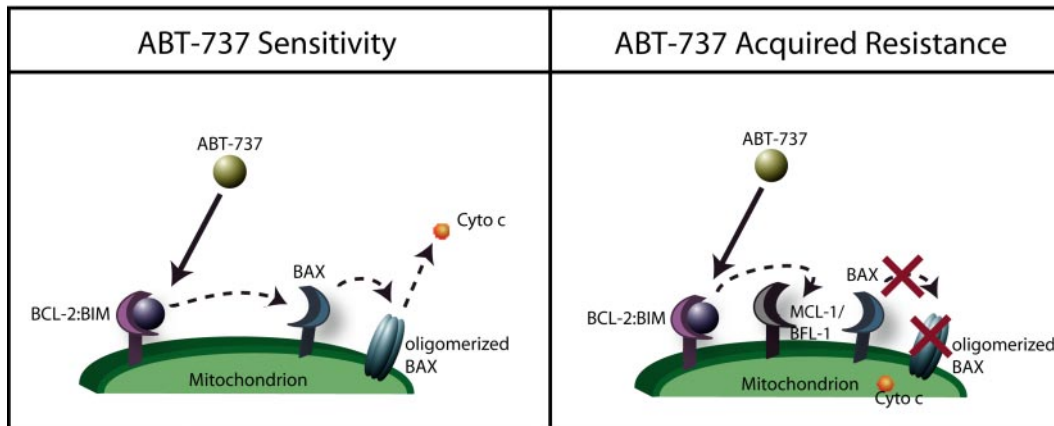 ABT-737 Sensitivity
ABT-737
Cyto c
BAX
BCL-2:BIM
oligomerized
BAX
Mitochondrion
ABT-737 Acquired Resistance
ABT-737
BAX
MCL-1/
BFL-1
BCL-2:BIM
oligomerized
BAX
Mitochondrion
Cyto c